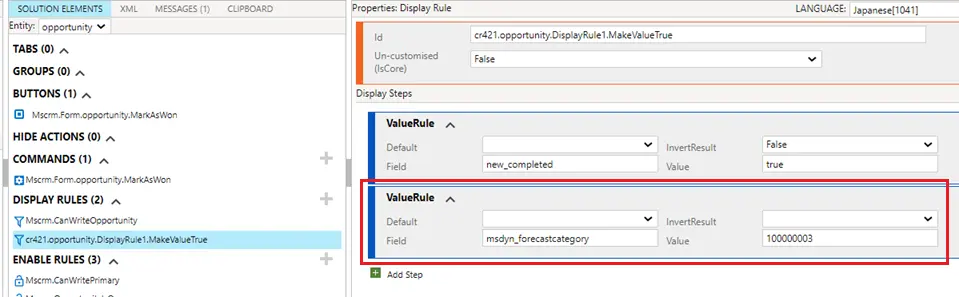 SOLUTION ELEMENTS XML MESSAGES (1) CLIPBOARD
Entity: opportunity
TABS (0)
GROUPS (0)
BUTTONS (1)
Mscrm.Form.opportunity.MarkAsWon
HIDE ACTIONS (0)
COMMANDS (1)
Mscrm.Form.opportunity.MarkAsWon
DISPLAY RULES (2)
Mscrm.CanWriteOpportunity
cr421.opportunity.DisplayRule1.MakeValueTrue
ENABLE RULES (3)
Mscrm.CanWritePrimary
Properties: Display Rule LANGUAGE: Japanese[1041]
Id cr421.opportunity.DisplayRule1.MakeValueTrue
Un-customised False
(IsCore)
Display Steps
ValueRule
Default InvertResult False
Field new_completed Value true
ValueRule
Default InvertResult
Field msdyn_forecastcategory Value 100000003
Add Step